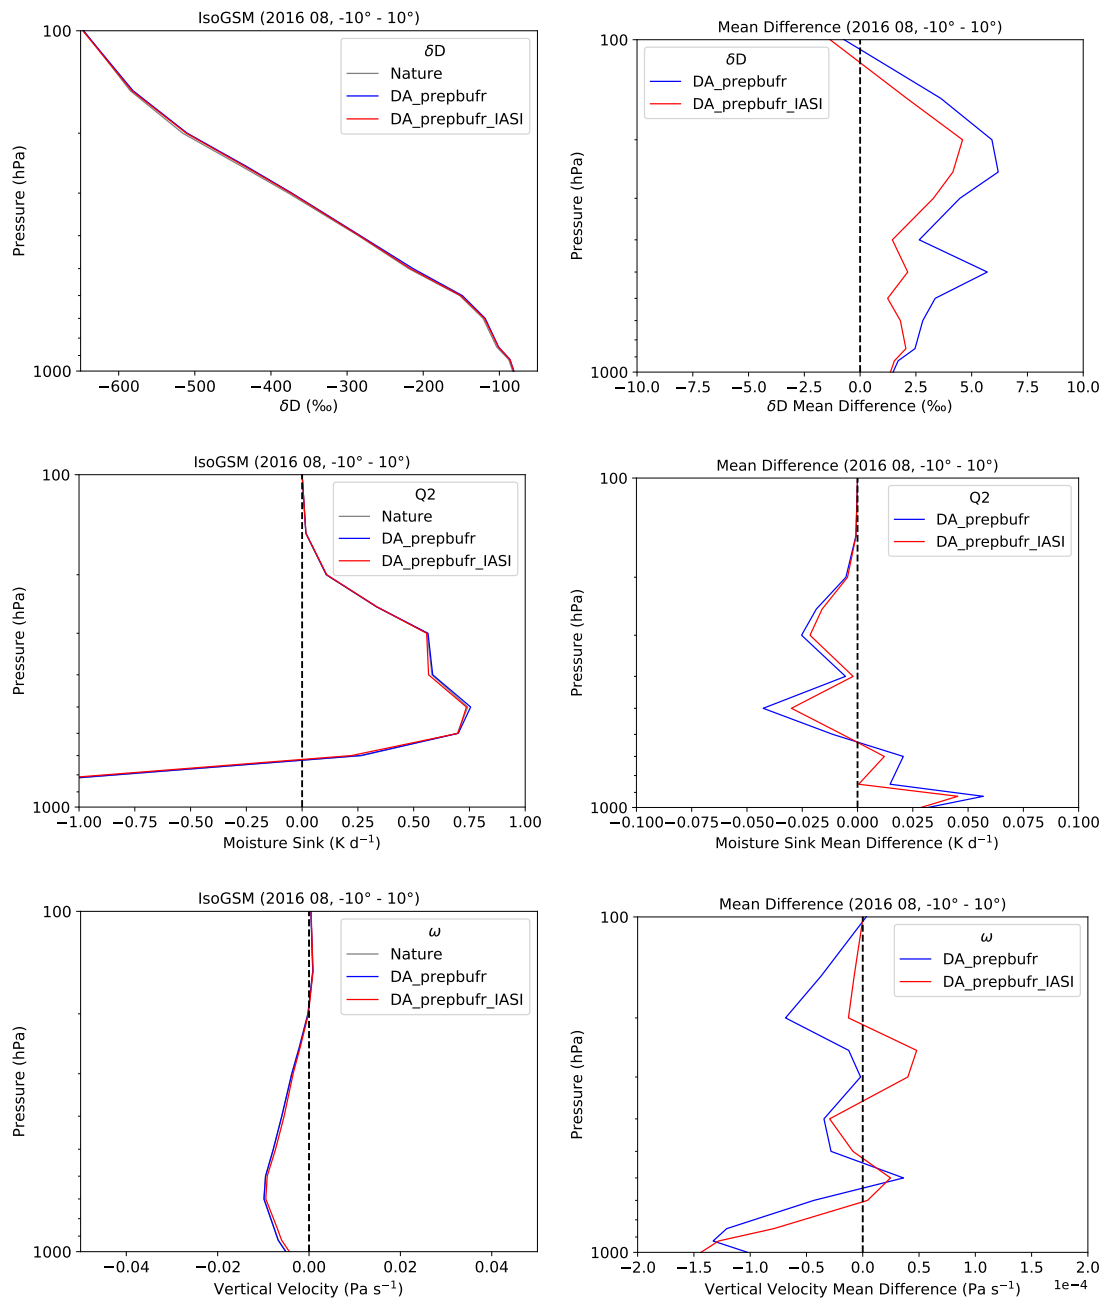 IsoGSM (2016 08, -10° - 10°)
δD
Nature
DA_prepbufr
DA_prepbufr_IASI
100
1000
Pressure (hPa)
−600 −500 −400 −300 −200 −100
δD (‰)
Mean Difference (2016 08, -10° - 10°)
δD
DA_prepbufr
DA_prepbufr_IASI
100
1000
Pressure (hPa)
−10.0 −7.5 −5.0 −2.5 0.0 2.5 5.0 7.5 10.0
δD Mean Difference (‰)
IsoGSM (2016 08, -10° - 10°)
Q2
Nature
DA_prepbufr
DA_prepbufr_IASI
100
1000
Pressure (hPa)
−1.00 −0.75 −0.50 −0.25 0.00 0.25 0.50 0.75 1.00
Moisture Sink (K d⁻¹)
Mean Difference (2016 08, -10° - 10°)
Q2
DA_prepbufr
DA_prepbufr_IASI
100
1000
Pressure (hPa)
−0.100 −0.075 −0.050 −0.025 0.000 0.025 0.050 0.075 0.100
Moisture Sink Mean Difference (K d⁻¹)
IsoGSM (2016 08, -10° - 10°)
ω
Nature
DA_prepbufr
DA_prepbufr_IASI
100
1000
Pressure (hPa)
−0.04 −0.02 0.00 0.02 0.04
Vertical Velocity (Pa s⁻¹)
Mean Difference (2016 08, -10° - 10°)
ω
DA_prepbufr
DA_prepbufr_IASI
100
1000
Pressure (hPa)
−2.0 −1.5 −1.0 −0.5 0.0 0.5 1.0 1.5 2.0
Vertical Velocity Mean Difference (Pa s⁻¹)
1e−4